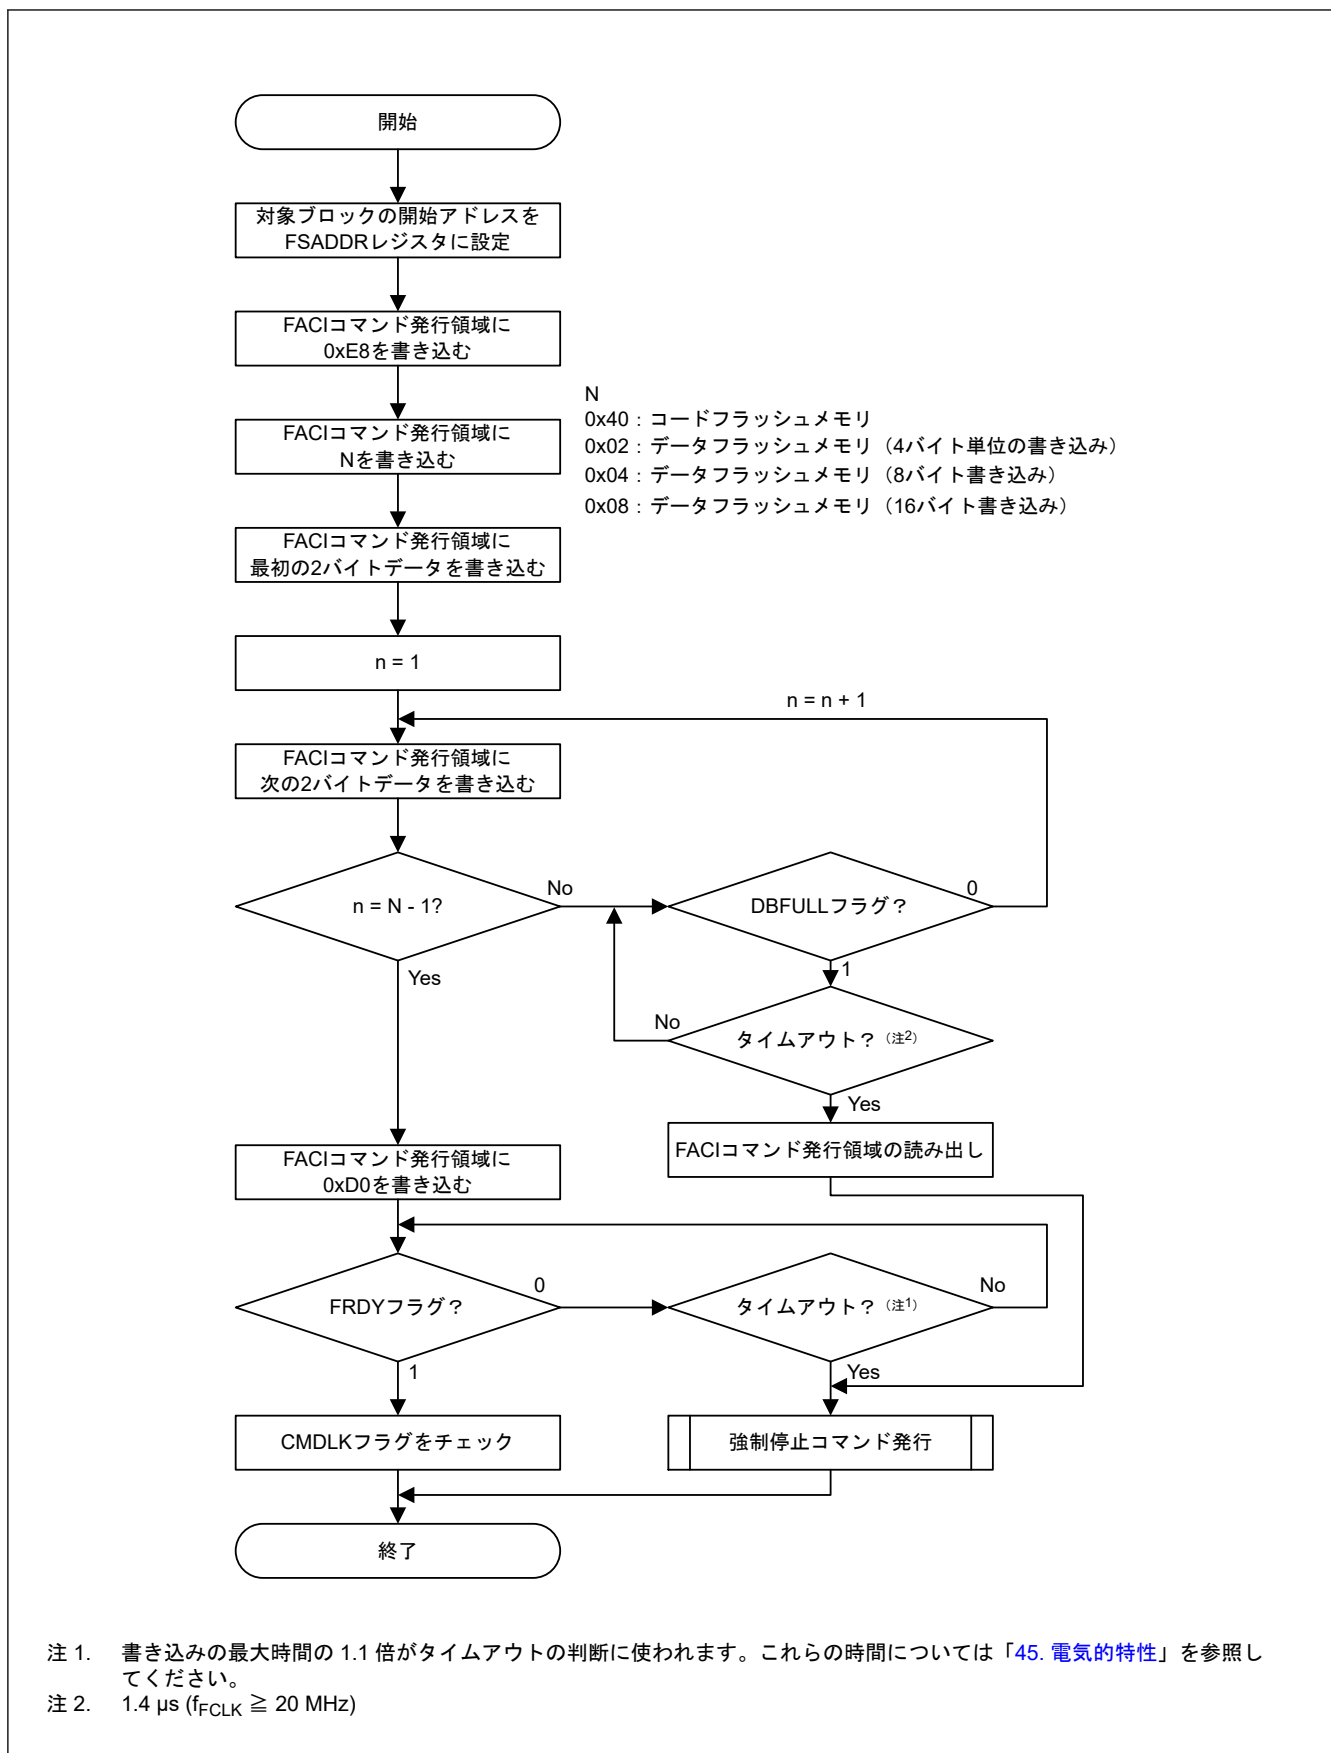 開始
対象ブロックの開始アドレスを
FSADDRレジスタに設定
FACIコマンド発行領域に
0xE8を書き込む
FACIコマンド発行領域に
Nを書き込む
N
0x40：コードフラッシュメモリ
0x02：データフラッシュメモリ（4バイト単位の書き込み）
0x04：データフラッシュメモリ（8バイト書き込み）
0x08：データフラッシュメモリ（16バイト書き込み）
FACIコマンド発行領域に
最初の2バイトデータを書き込む
n = 1
n = n + 1
FACIコマンド発行領域に
次の2バイトデータを書き込む
n = N - 1?
No
DBFULLフラグ？
0
Yes
1
No
タイムアウト？（注2）
Yes
FACIコマンド発行領域に
0xD0を書き込む
FACIコマンド発行領域の読み出し
FRDYフラグ？
0
タイムアウト？（注1）
No
1
Yes
CMDLKフラグをチェック
強制停止コマンド発行
終了
注 1. 書き込みの最大時間の 1.1 倍がタイムアウトの判断に使われます。これらの時間については「45. 電気的特性」を参照し
てください。
注 2. 1.4 µs (fFCLK ≧ 20 MHz)